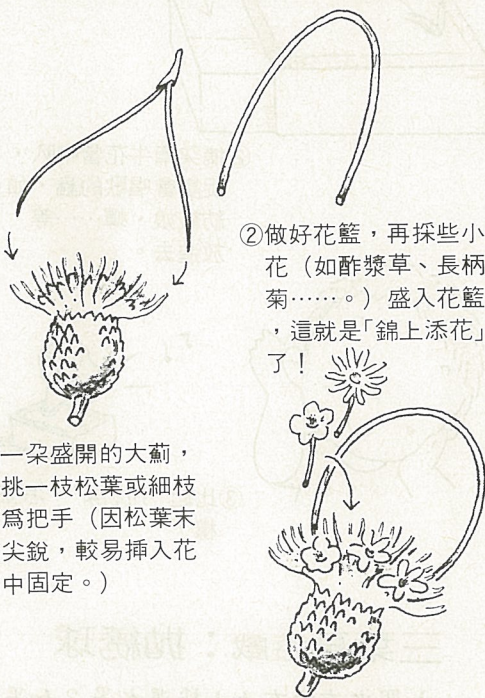 一朵盛開的大薊，
挑一枝松葉或細枝
為把手（因松葉末
尖銳，較易插入花
中固定。）
②做好花籃，再採些小
花（如酢漿草、長柄
菊……。）盛入花籃
，這就是「錦上添花」
了！